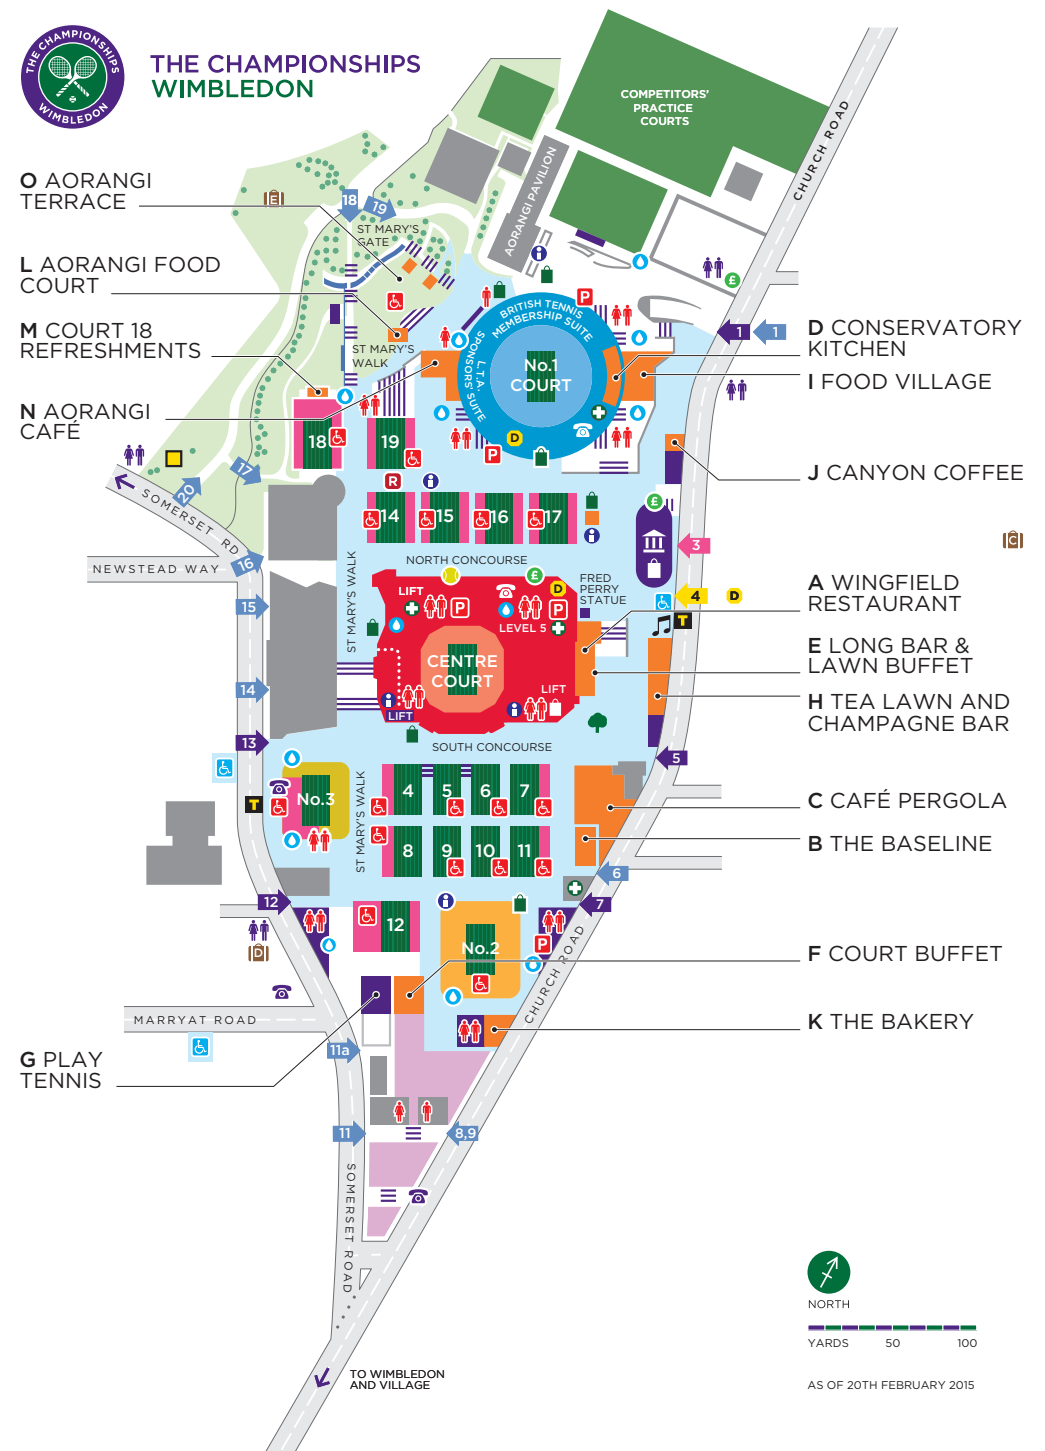 THE CHAMPIONSHIPS
WIMBLEDON
THE CHAMPIONSHIPS
WIMBLEDON
COMPETITORS'
PRACTICE
COURTS
CHURCH ROAD
AORANGI PAVILION
O AORANGI
TERRACE
E
18
19
ST MARY'S
GATE
L AORANGI FOOD
COURT
M COURT 18
REFRESHMENTS
ST MARY'S
WALK
N AORANGI
CAFÉ
BRITISH TENNIS
MEMBERSHIP SUITE
L.T.A.
SPONSORS' SUITE
No.1
COURT
P
£
1
1
D CONSERVATORY
KITCHEN
I FOOD VILLAGE
J CANYON COFFEE
D
P
18
19
R
17
20
SOMERSET RD
NEWSTEAD WAY
16
15
14
13
14
15
16
17
£
3
C
4
D
T
ST MARY'S WALK
NORTH CONCOURSE
FRED
PERRY
STATUE
LIFT
P
£
D
P
LEVEL 5
CENTRE
COURT
LIFT
LIFT
SOUTH CONCOURSE
A WINGFIELD
RESTAURANT
E LONG BAR &
LAWN BUFFET
H TEA LAWN AND
CHAMPAGNE BAR
5
C CAFÉ PERGOLA
B THE BASELINE
T
No.3
ST MARY'S WALK
4
5
6
7
8
9
10
11
6
7
12
D
12
No.2
P
CHURCH ROAD
F COURT BUFFET
K THE BAKERY
MARRYAT ROAD
G PLAY
TENNIS
11a
11
8,9
SOMERSET ROAD
TO WIMBLEDON
AND VILLAGE
NORTH
YARDS 50 100
AS OF 20TH FEBRUARY 2015